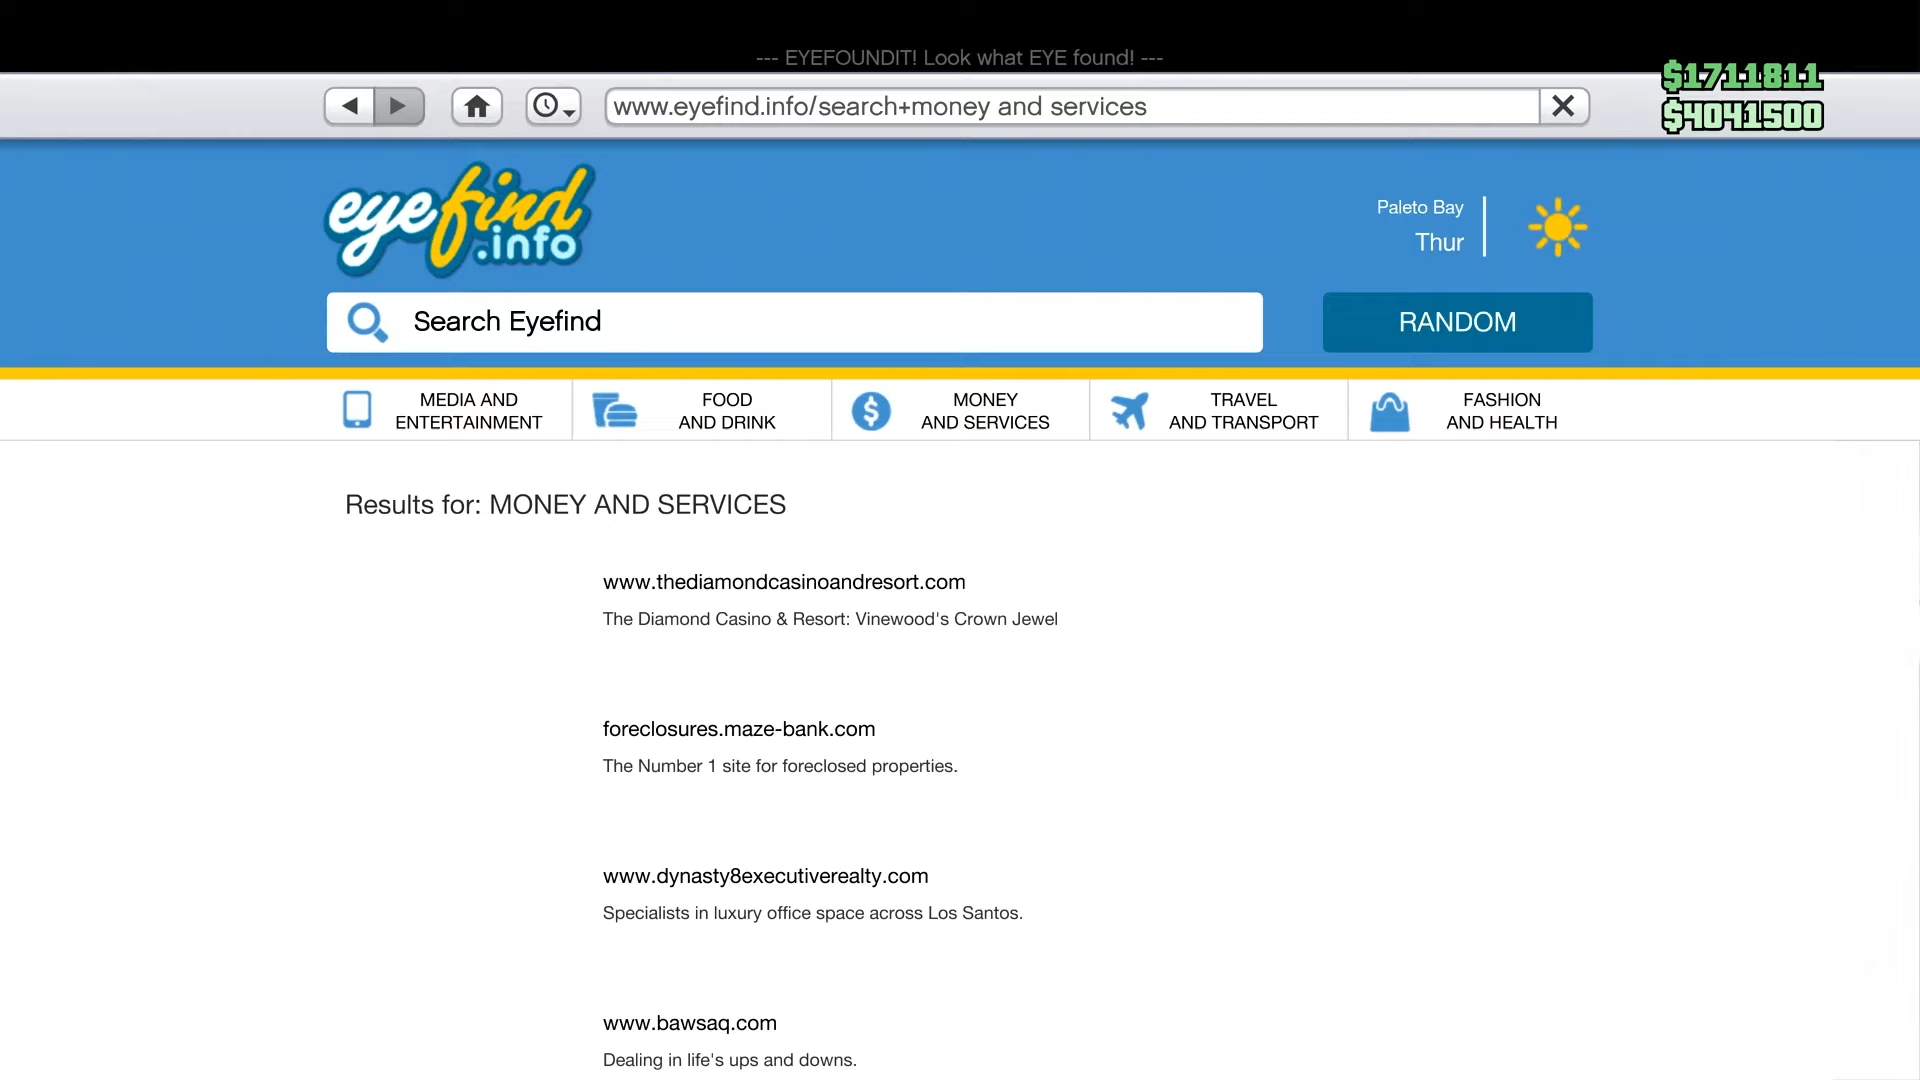 --- EYEFOUNDIT! Look what EYE found! ---
www.eyefind.info/search+money and services
$1711811
$4041500
eyefind
.info
Paleto Bay
Thur
Search Eyefind
RANDOM
MEDIA AND
ENTERTAINMENT
FOOD
AND DRINK
MONEY
AND SERVICES
TRAVEL
AND TRANSPORT
FASHION
AND HEALTH
Results for: MONEY AND SERVICES
www.thediamondcasinoandresort.com
The Diamond Casino & Resort: Vinewood's Crown Jewel
foreclosures.maze-bank.com
The Number 1 site for foreclosed properties.
www.dynasty8executiverealty.com
Specialists in luxury office space across Los Santos.
www.bawsaq.com
Dealing in life's ups and downs.